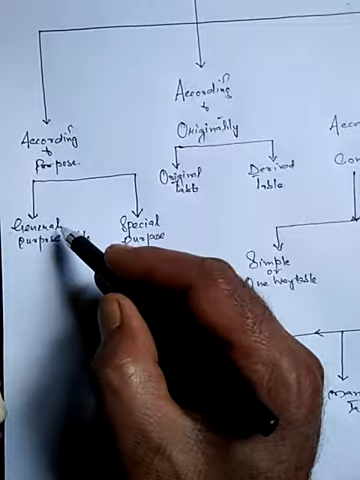 According
to
Purpose.
General
purpose
Special
purpose
According
to
Originality
Original
table
Derived
table
Simple
or
One way table